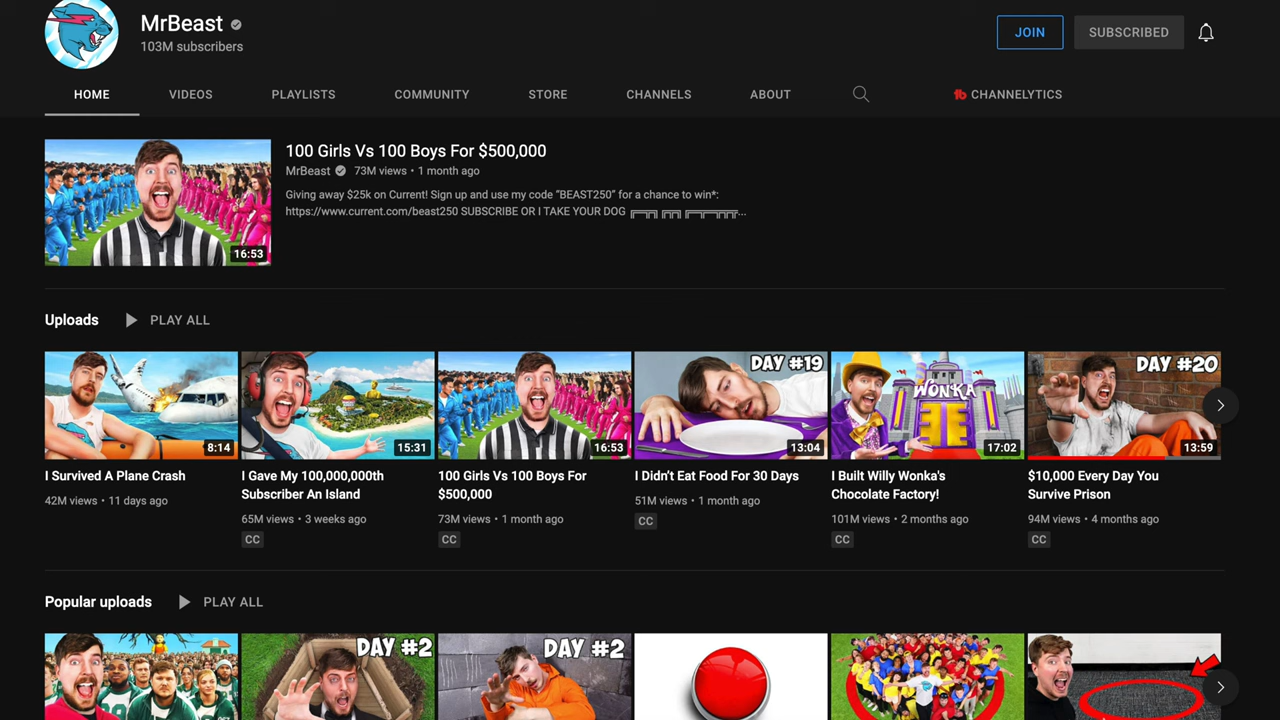 MrBeast
103M subscribers
JOIN
SUBSCRIBED
HOME
VIDEOS
PLAYLISTS
COMMUNITY
STORE
CHANNELS
ABOUT
CHANNELYTICS
16:53
100 Girls Vs 100 Boys For $500,000
MrBeast
73M views • 1 month ago
Giving away $25k on Current! Sign up and use my code "BEAST250" for a chance to win*:
https://www.current.com/beast250 SUBSCRIBE OR I TAKE YOUR DOG ╔═╦╗╔╦╗╔═╦═╦╦╦...
Uploads
PLAY ALL
8:14
15:31
16:53
DAY #19
13:04
WONKA
17:02
DAY #20
13:59
I Survived A Plane Crash
42M views • 11 days ago
I Gave My 100,000,000th
Subscriber An Island
65M views • 3 weeks ago
CC
100 Girls Vs 100 Boys For
$500,000
73M views • 1 month ago
CC
I Didn't Eat Food For 30 Days
51M views • 1 month ago
CC
I Built Willy Wonka's
Chocolate Factory!
101M views • 2 months ago
CC
$10,000 Every Day You
Survive Prison
94M views • 4 months ago
CC
Popular uploads
PLAY ALL
DAY #2
DAY #2